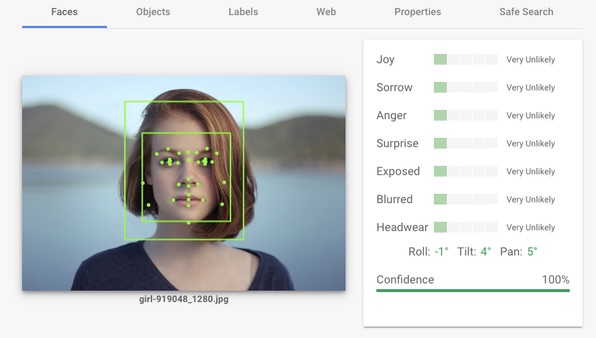 Faces Objects Labels Web Properties Safe Search
Joy Very Unlikely
Sorrow Very Unlikely
Anger Very Unlikely
Surprise Very Unlikely
Exposed Very Unlikely
Blurred Very Unlikely
Headwear Very Unlikely
Roll: -1° Tilt: 4° Pan: 5°
Confidence 100%
girl-919048_1280.jpg